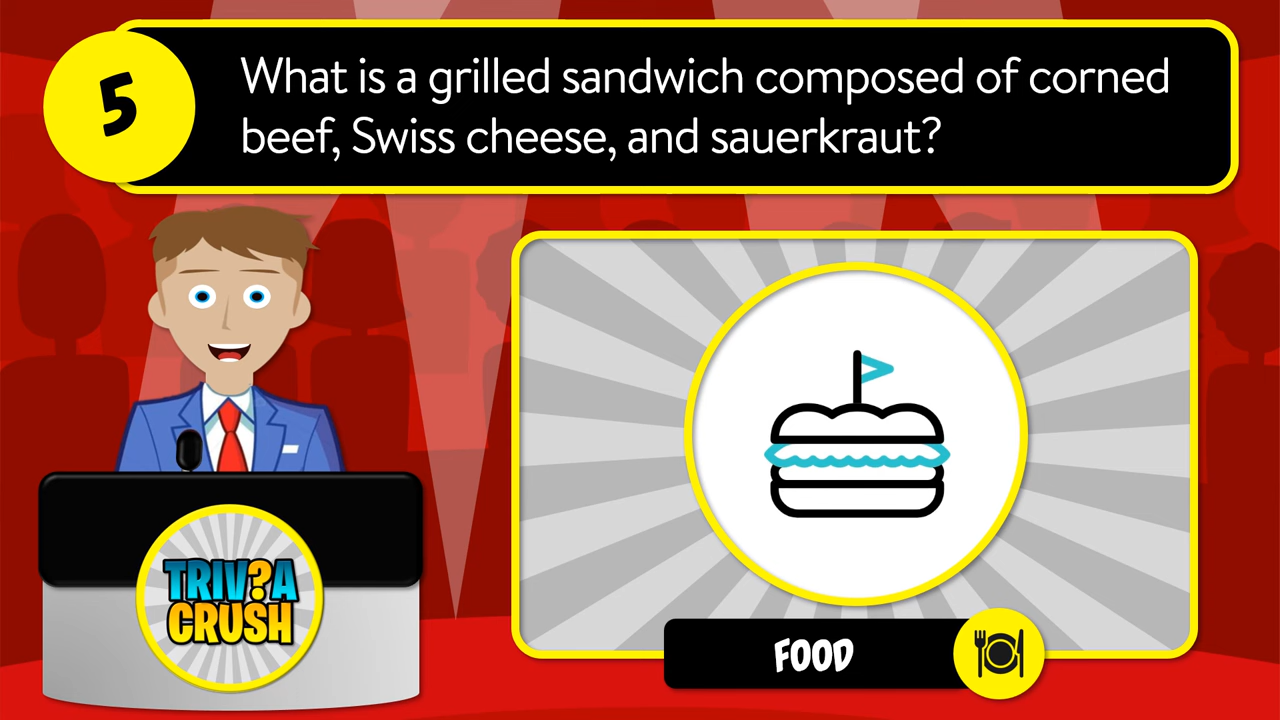 5
What is a grilled sandwich composed of corned
beef, Swiss cheese, and sauerkraut?
TRIV?A
CRUSH
FOOD